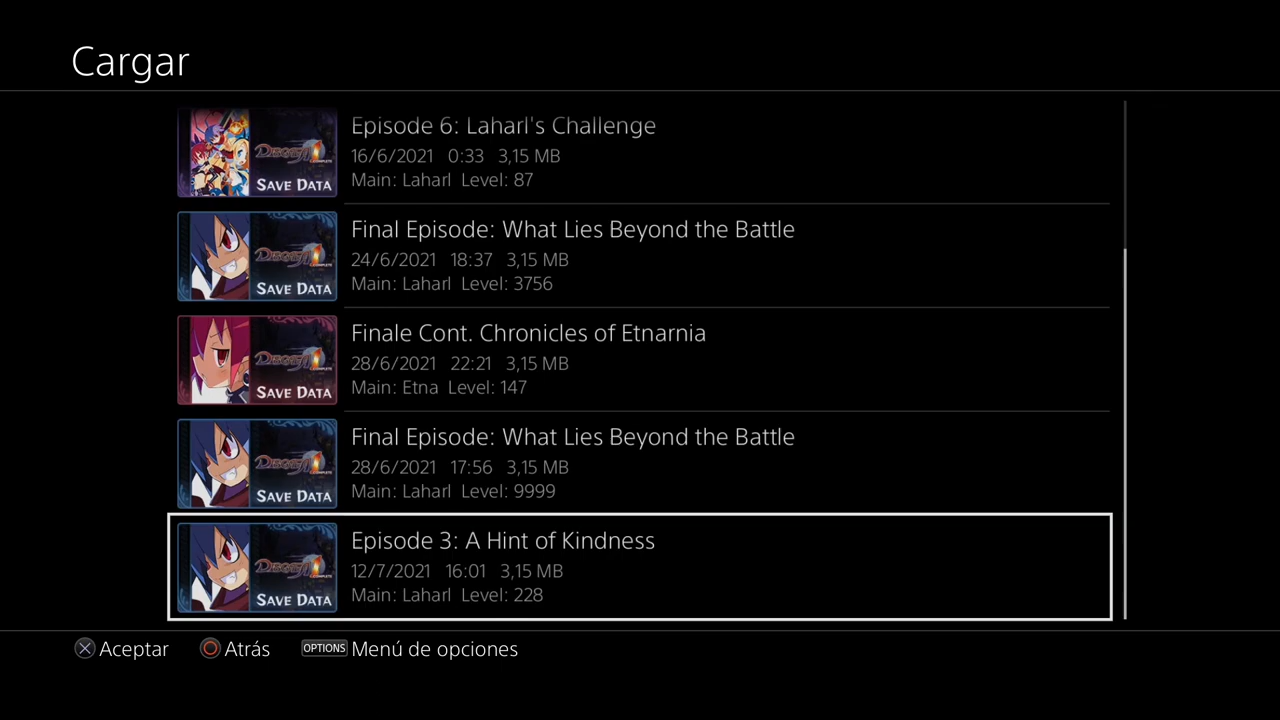 Cargar
Episode 6: Laharl's Challenge
16/6/2021 0:33 3,15 MB
Main: Laharl Level: 87
SAVE DATA
Final Episode: What Lies Beyond the Battle
24/6/2021 18:37 3,15 MB
Main: Laharl Level: 3756
SAVE DATA
Finale Cont. Chronicles of Etnarnia
28/6/2021 22:21 3,15 MB
Main: Etna Level: 147
SAVE DATA
Final Episode: What Lies Beyond the Battle
28/6/2021 17:56 3,15 MB
Main: Laharl Level: 9999
SAVE DATA
Episode 3: A Hint of Kindness
12/7/2021 16:01 3,15 MB
Main: Laharl Level: 228
SAVE DATA
Aceptar Atrás OPTIONS Menú de opciones